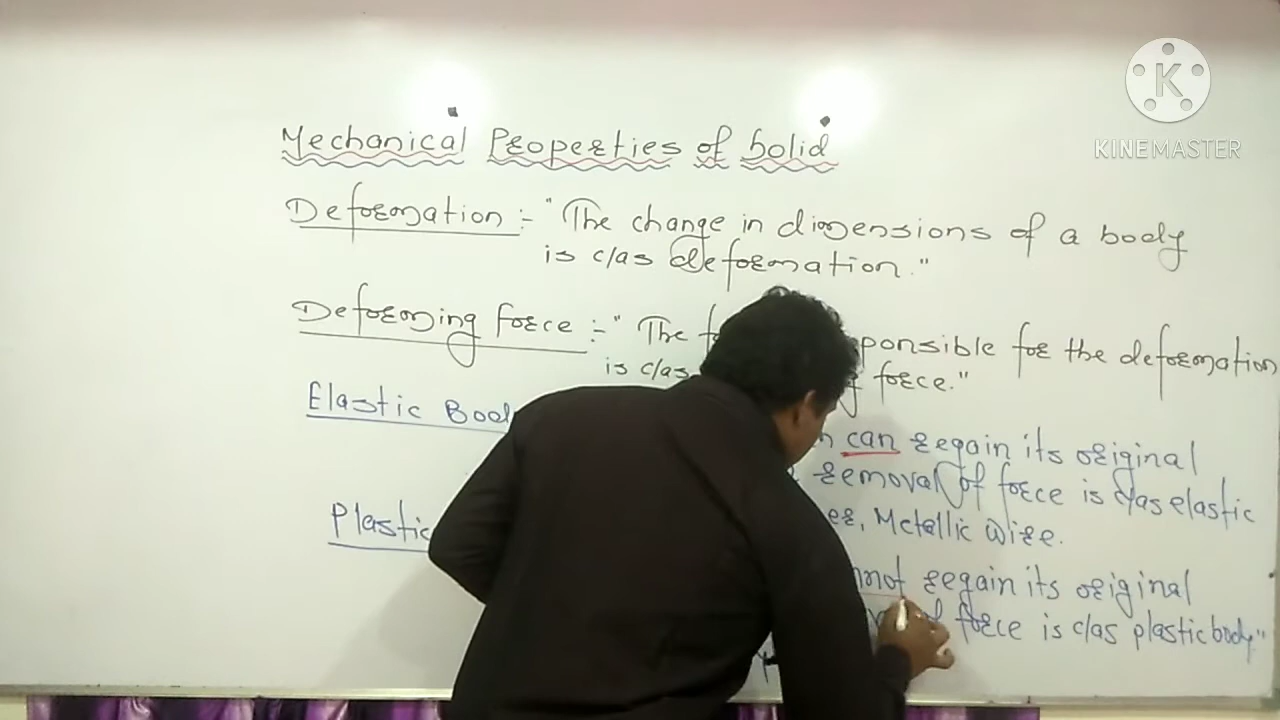 KINEMASTER
Mechanical Properties of Solid
Deformation :- "The change in dimensions of a body
is c/as deformation."
Deforming force :- "The responsible for the deformation
is c/as force."
Elastic Body can regain its original
removal of force is c/as elastic
Metallic wire.
Plastic regain its original
force is c/as plastic body."